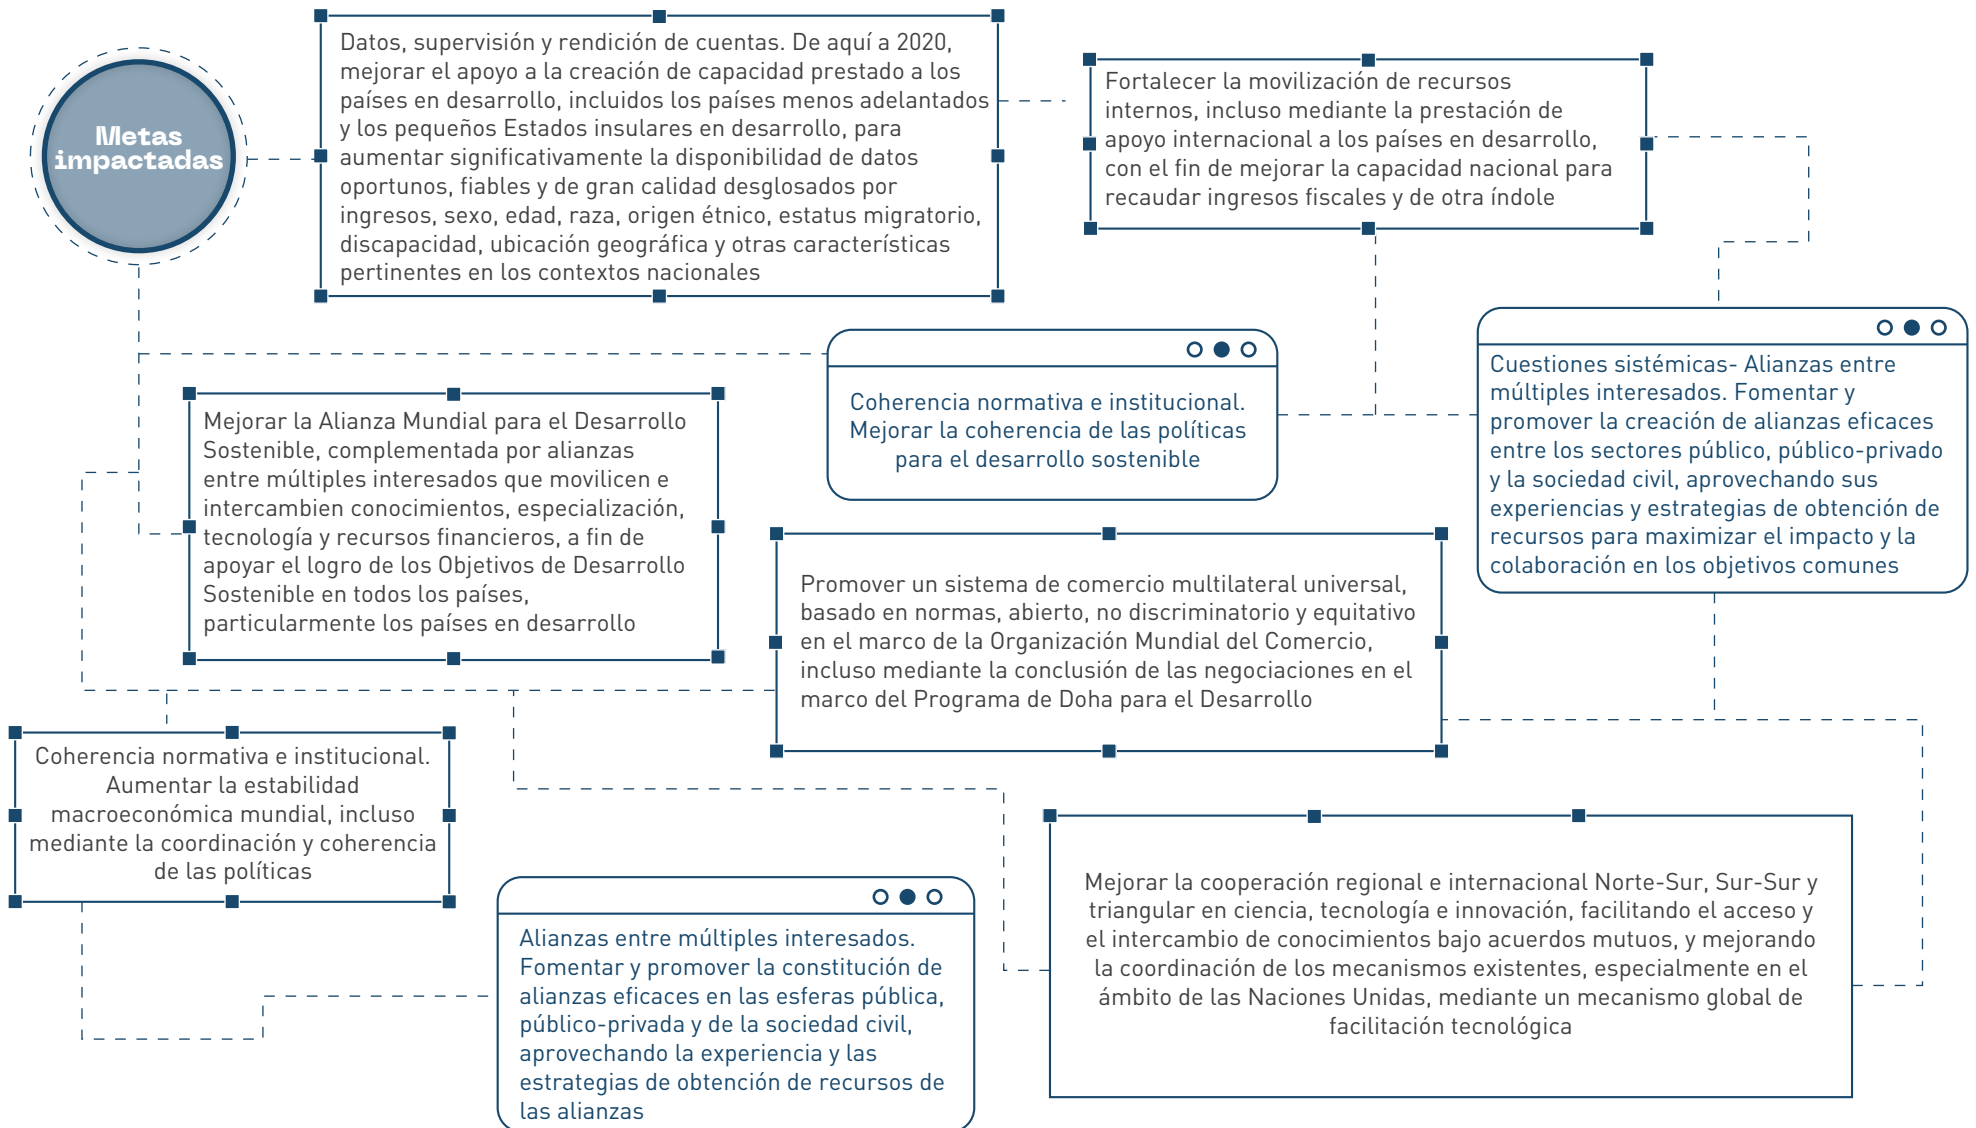 Metas
impactadas
Datos, supervisión y rendición de cuentas. De aquí a 2020,
mejorar el apoyo a la creación de capacidad prestado a los
países en desarrollo, incluidos los países menos adelantados
y los pequeños Estados insulares en desarrollo, para
aumentar significativamente la disponibilidad de datos
oportunos, fiables y de gran calidad desglosados por
ingresos, sexo, edad, raza, origen étnico, estatus migratorio,
discapacidad, ubicación geográfica y otras características
pertinentes en los contextos nacionales
Fortalecer la movilización de recursos
internos, incluso mediante la prestación de
apoyo internacional a los países en desarrollo,
con el fin de mejorar la capacidad nacional para
recaudar ingresos fiscales y de otra índole
Coherencia normativa e institucional.
Mejorar la coherencia de las políticas
para el desarrollo sostenible
Cuestiones sistémicas- Alianzas entre
múltiples interesados. Fomentar y
promover la creación de alianzas eficaces
entre los sectores público, público-privado
y la sociedad civil, aprovechando sus
experiencias y estrategias de obtención de
recursos para maximizar el impacto y la
colaboración en los objetivos comunes
Mejorar la Alianza Mundial para el Desarrollo
Sostenible, complementada por alianzas
entre múltiples interesados que movilicen e
intercambien conocimientos, especialización,
tecnología y recursos financieros, a fin de
apoyar el logro de los Objetivos de Desarrollo
Sostenible en todos los países,
particularmente los países en desarrollo
Promover un sistema de comercio multilateral universal,
basado en normas, abierto, no discriminatorio y equitativo
en el marco de la Organización Mundial del Comercio,
incluso mediante la conclusión de las negociaciones en el
marco del Programa de Doha para el Desarrollo
Coherencia normativa e institucional.
Aumentar la estabilidad
macroeconómica mundial, incluso
mediante la coordinación y coherencia
de las políticas
Alianzas entre múltiples interesados.
Fomentar y promover la constitución de
alianzas eficaces en las esferas pública,
público-privada y de la sociedad civil,
aprovechando la experiencia y las
estrategias de obtención de recursos de
las alianzas
Mejorar la cooperación regional e internacional Norte-Sur, Sur-Sur y
triangular en ciencia, tecnología e innovación, facilitando el acceso y
el intercambio de conocimientos bajo acuerdos mutuos, y mejorando
la coordinación de los mecanismos existentes, especialmente en el
ámbito de las Naciones Unidas, mediante un mecanismo global de
facilitación tecnológica